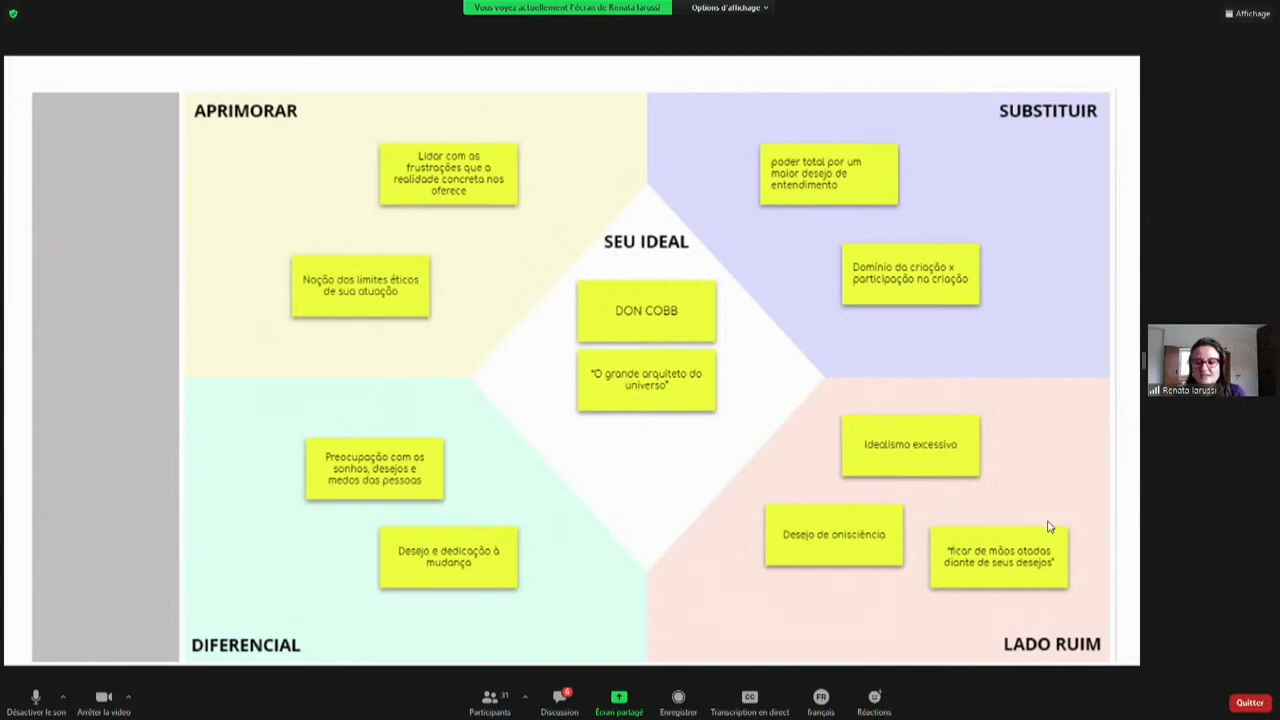 Vous voyez actuellement l'écran de Renata Iarussi
Options d'affichage
Affichage
APRIMORAR
SUBSTITUIR
Lidar com as
frustrações que a
realidade concreta nos
oferece
poder total por um
maior desejo de
entendimento
SEU IDEAL
Noção dos limites éticos
de sua atuação
Domínio da criação x
participação na criação
DON COBB
"O grande arquiteto do
universo"
Renata Iarussi
Preocupação com os
sonhos, desejos e
medos das pessoas
Idealismo excessivo
Desejo e dedicação à
mudança
Desejo de onisciência
"ficar de mãos atadas
diante de seus desejos"
DIFERENCIAL
LADO RUIM
Désactiver le son
Arrêter la vidéo
31
Participants
6
Discussion
Écran partagé
Enregistrer
CC
Transcription en direct
FR
français
Réactions
Quitter